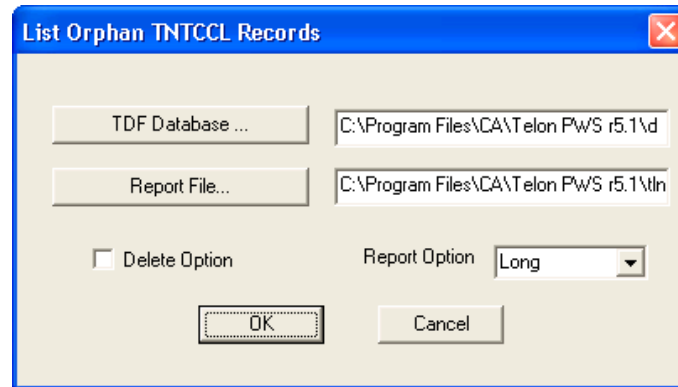 List Orphan TNTCCL Records
TDF Database ...
C:\Program Files\CA\Telon PWS r5.1\d
Report File...
C:\Program Files\CA\Telon PWS r5.1\tln
Delete Option
Report Option
Long
OK
Cancel